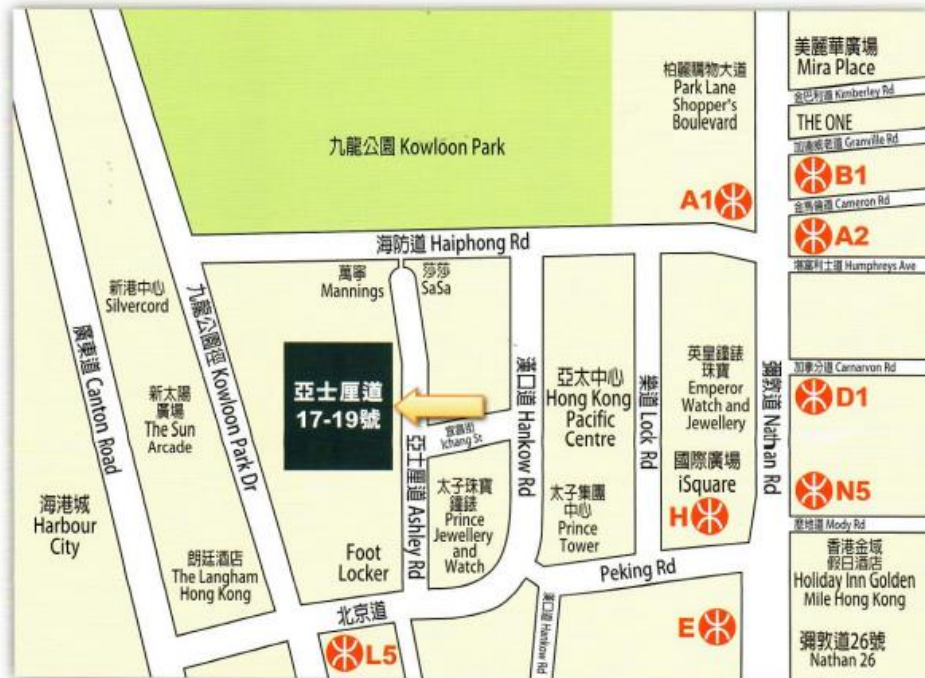 美麗華廣場
Mira Place
金巴利道 Kimberley Rd
THE ONE
加連威老道 Granville Rd
B1
金馬倫道 Cameron Rd
A2
堪富利士道 Humphreys Ave
柏麗購物大道
Park Lane
Shopper's
Boulevard
A1
九龍公園 Kowloon Park
海防道 Haiphong Rd
萬寧
Mannings
莎莎
SaSa
新港中心
Silvercord
九龍公園徑 Kowloon Park Dr
廣東道 Canton Road
新太陽
廣場
The Sun
Arcade
海港城
Harbour
City
朗廷酒店
The Langham
Hong Kong
亞士厘道
17-19號
宜昌街
Ichang St
亞士厘道 Ashley Rd
漢口道 Hankow Rd
亞太中心
Hong Kong
Pacific
Centre
樂道 Lock Rd
英皇鐘錶
珠寶
Emperor
Watch and
Jewellery
國際廣場
iSquare
H
彌敦道 Nathan Rd
加拿分道 Carnarvon Rd
D1
N5
麼地道 Mody Rd
太子珠寶
鐘錶
Prince
Jewellery
and
Watch
太子集團
中心
Prince
Tower
Foot
Locker
北京道
Peking Rd
漢口道 Hankow Rd
L5
E
香港金域
假日酒店
Holiday Inn Golden
Mile Hong Kong
彌敦道26號
Nathan 26